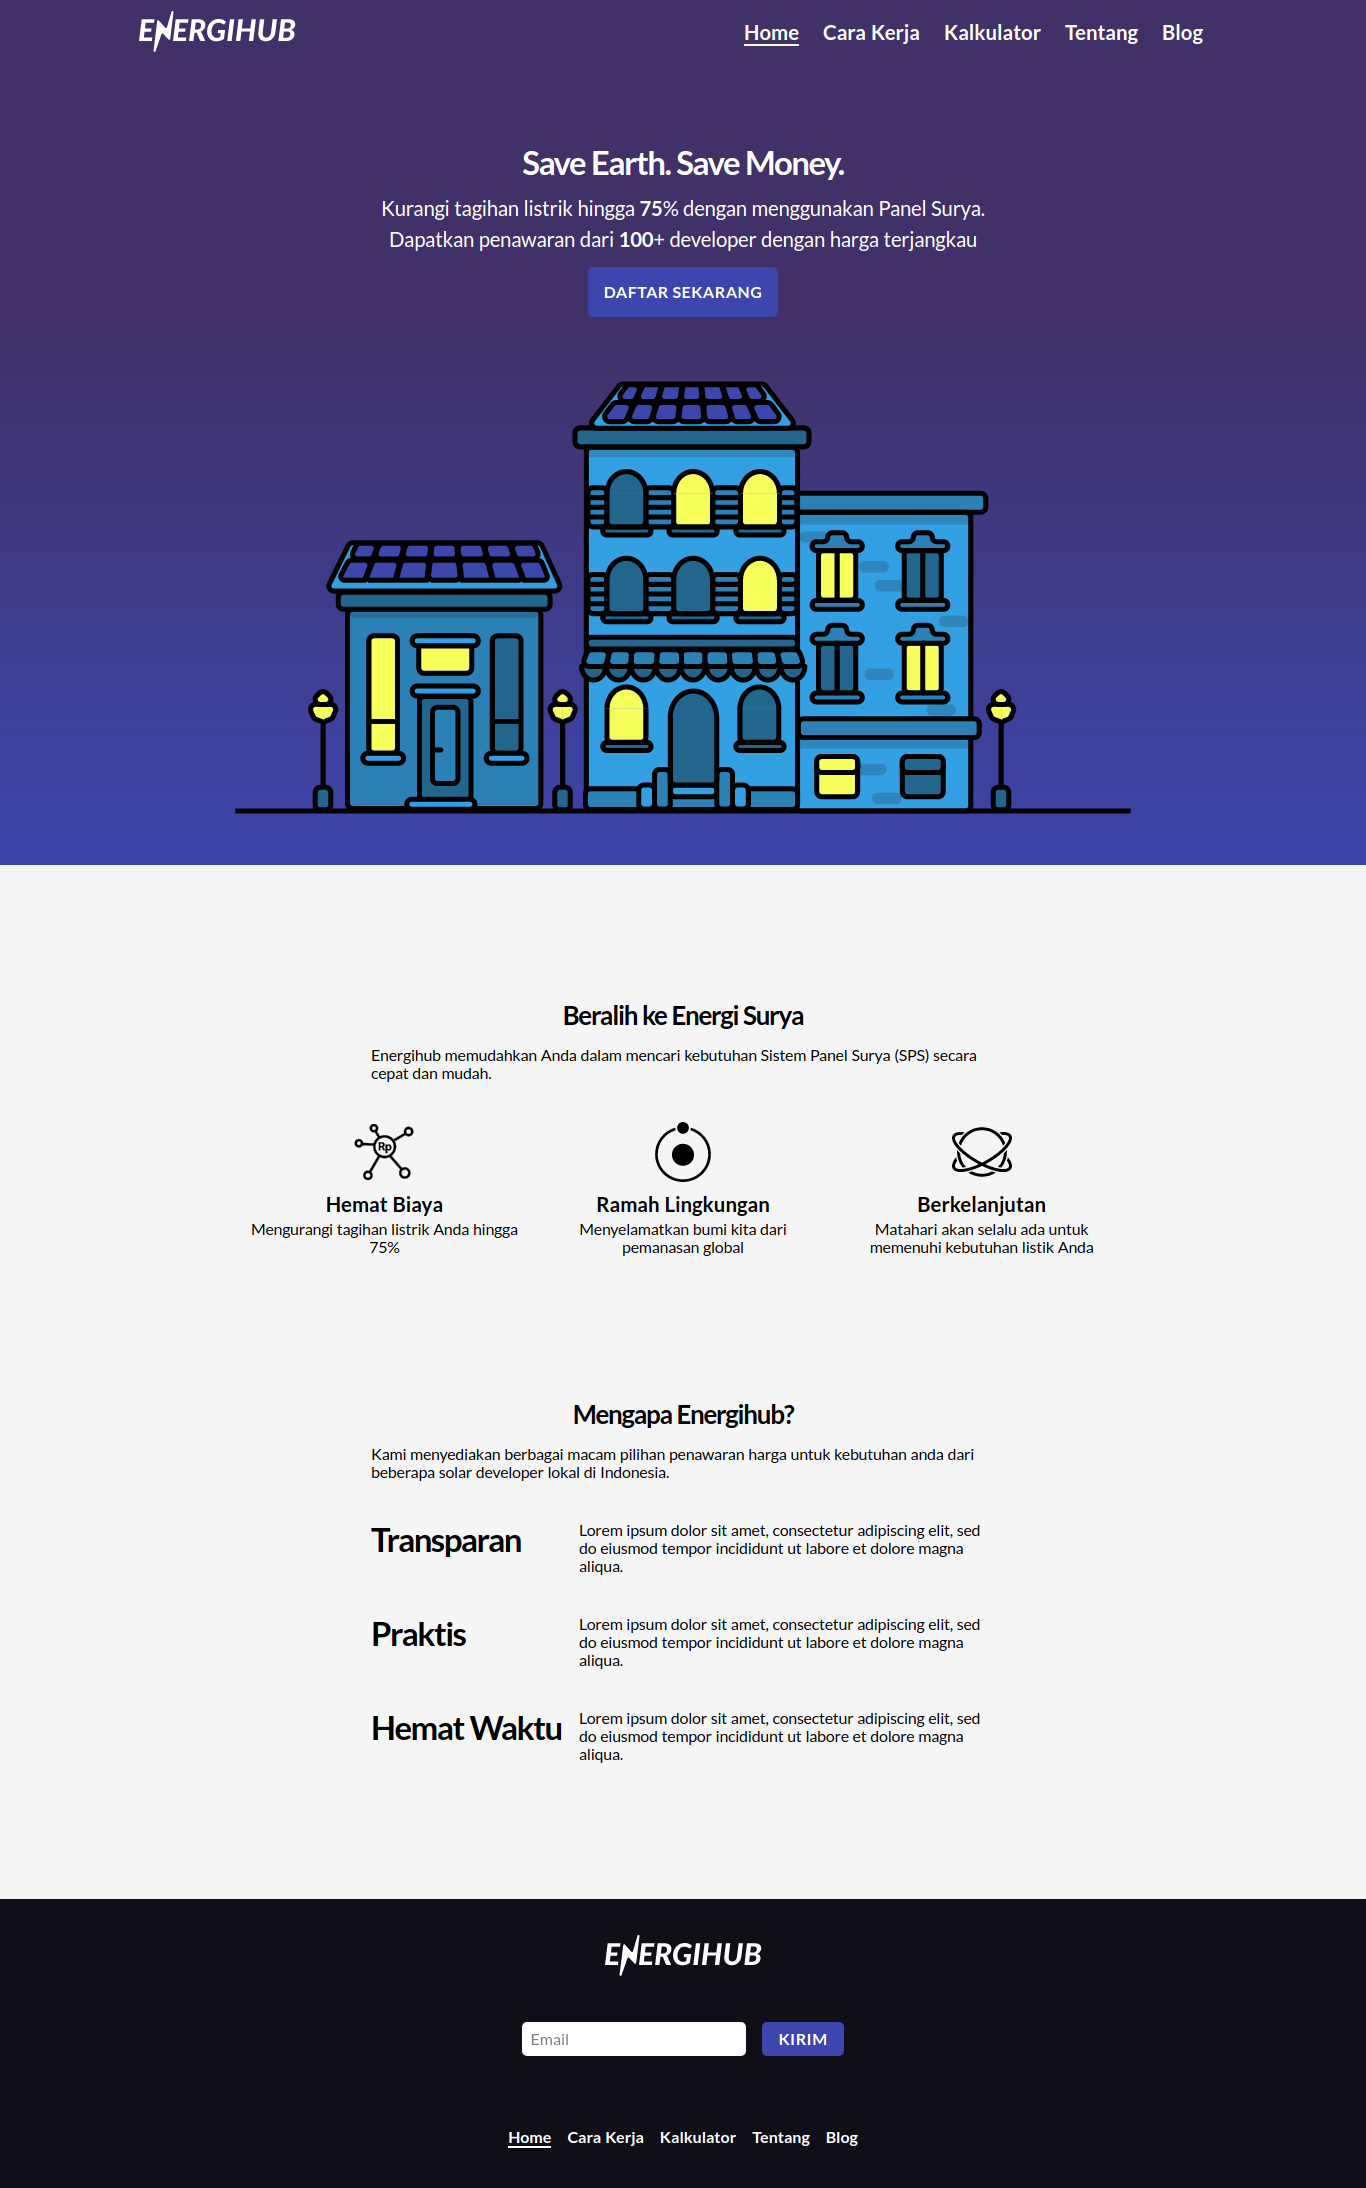 ENERGIHUB
Home Cara Kerja Kalkulator Tentang Blog
Save Earth. Save Money.
Kurangi tagihan listrik hingga 75% dengan menggunakan Panel Surya.
Dapatkan penawaran dari 100+ developer dengan harga terjangkau
DAFTAR SEKARANG
Beralih ke Energi Surya
Energihub memudahkan Anda dalam mencari kebutuhan Sistem Panel Surya (SPS) secara
cepat dan mudah.
Rp
Hemat Biaya
Mengurangi tagihan listrik Anda hingga
75%
Ramah Lingkungan
Menyelamatkan bumi kita dari
pemanasan global
Berkelanjutan
Matahari akan selalu ada untuk
memenuhi kebutuhan listik Anda
Mengapa Energihub?
Kami menyediakan berbagai macam pilihan penawaran harga untuk kebutuhan anda dari
beberapa solar developer lokal di Indonesia.
Transparan
Lorem ipsum dolor sit amet, consectetur adipiscing elit, sed
do eiusmod tempor incididunt ut labore et dolore magna
aliqua.
Praktis
Lorem ipsum dolor sit amet, consectetur adipiscing elit, sed
do eiusmod tempor incididunt ut labore et dolore magna
aliqua.
Hemat Waktu
Lorem ipsum dolor sit amet, consectetur adipiscing elit, sed
do eiusmod tempor incididunt ut labore et dolore magna
aliqua.
ENERGIHUB
Email
KIRIM
Home Cara Kerja Kalkulator Tentang Blog